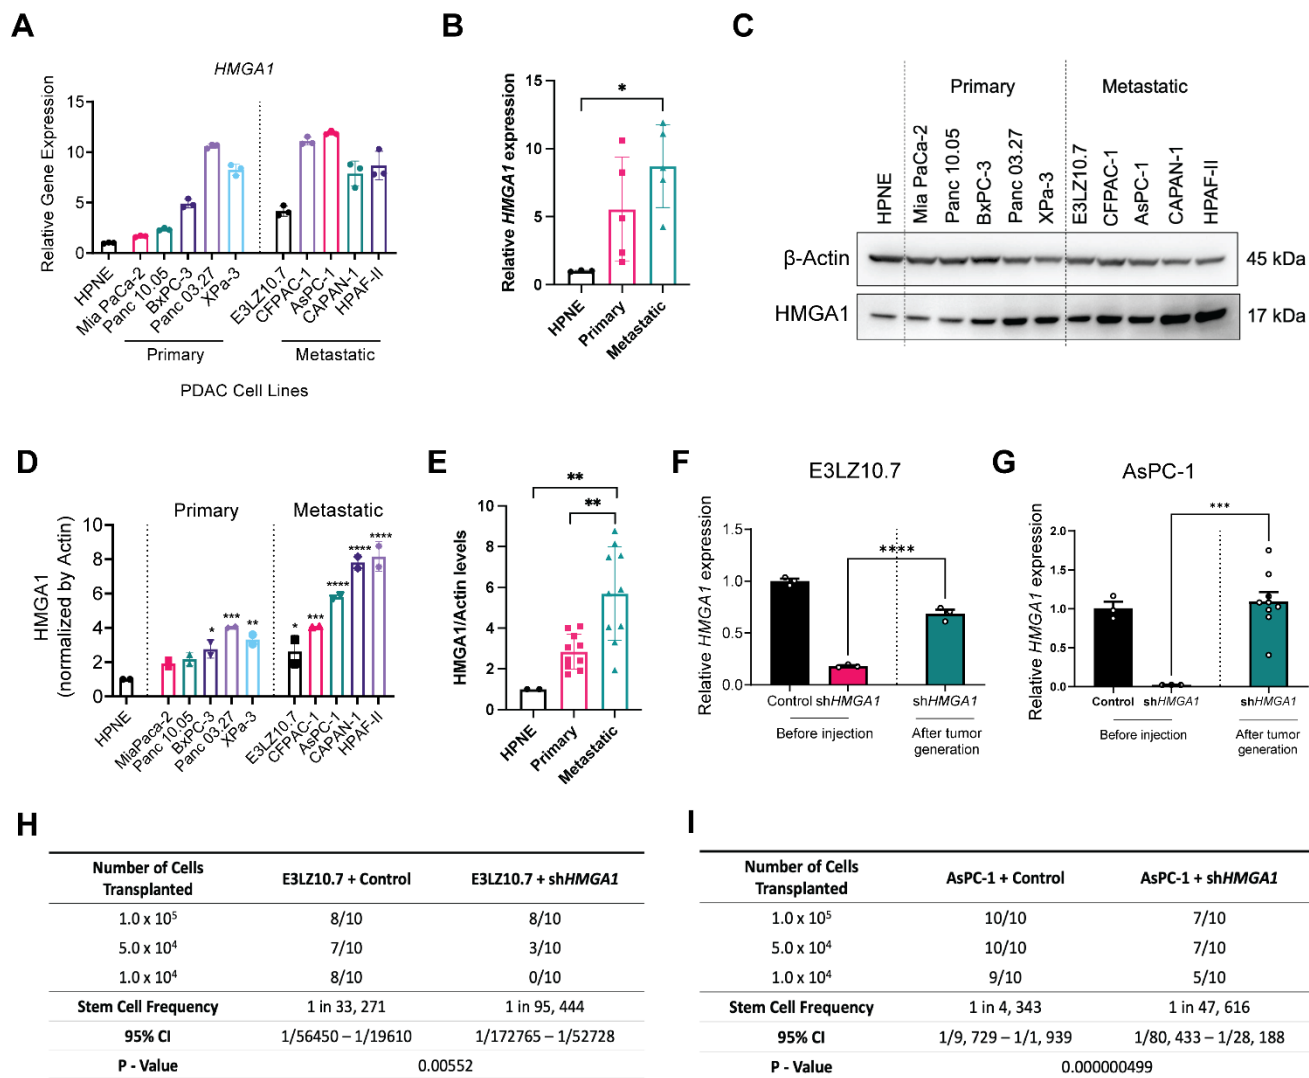 A
HMGA1
Relative Gene Expression
15
10
5
0
HPNE
Mia PaCa-2
Panc 10.05
BxPC-3
Panc 03.27
XPa-3
E3LZ10.7
CFPAC-1
AsPC-1
CAPAN-1
HPAF-II
Primary
Metastatic
PDAC Cell Lines
B
Relative HMGA1 expression
15
10
5
0
*
HPNE
Primary
Metastatic
C
Primary
Metastatic
HPNE
Mia PaCa-2
Panc 10.05
BxPC-3
Panc 03.27
XPa-3
E3LZ10.7
CFPAC-1
AsPC-1
CAPAN-1
HPAF-II
β-Actin
45 kDa
HMGA1
17 kDa
D
Primary
Metastatic
HMGA1
(normalized by Actin)
10
8
6
4
2
0
*
***
**
*
***
****
****
****
HPNE
MiaPaca-2
Panc 10.05
BxPC-3
Panc 03.27
XPa-3
E3LZ10.7
CFPAC-1
AsPC-1
CAPAN-1
HPAF-II
E
HMGA1/Actin levels
10
8
6
4
2
0
**
**
HPNE
Primary
Metastatic
F
E3LZ10.7
Relative HMGA1 expression
1.5
1.0
0.5
0.0
****
Control shHMGA1
shHMGA1
Before injection
After tumor
generation
G
AsPC-1
Relative HMGA1 expression
2.0
1.5
1.0
0.5
0.0
***
Control shHMGA1
shHMGA1
Before injection
After tumor
generation
H
Number of Cells
Transplanted
E3LZ10.7 + Control
E3LZ10.7 + shHMGA1
1.0 x 10⁵ 8/10 8/10
5.0 x 10⁴ 7/10 3/10
1.0 x 10⁴ 8/10 0/10
Stem Cell Frequency 1 in 33, 271 1 in 95, 444
95% CI 1/56450 – 1/19610 1/172765 – 1/52728
P - Value 0.00552
I
Number of Cells
Transplanted
AsPC-1 + Control
AsPC-1 + shHMGA1
1.0 x 10⁵ 10/10 7/10
5.0 x 10⁴ 10/10 7/10
1.0 x 10⁴ 9/10 5/10
Stem Cell Frequency 1 in 4, 343 1 in 47, 616
95% CI 1/9, 729 – 1/1, 939 1/80, 433 – 1/28, 188
P - Value 0.000000499